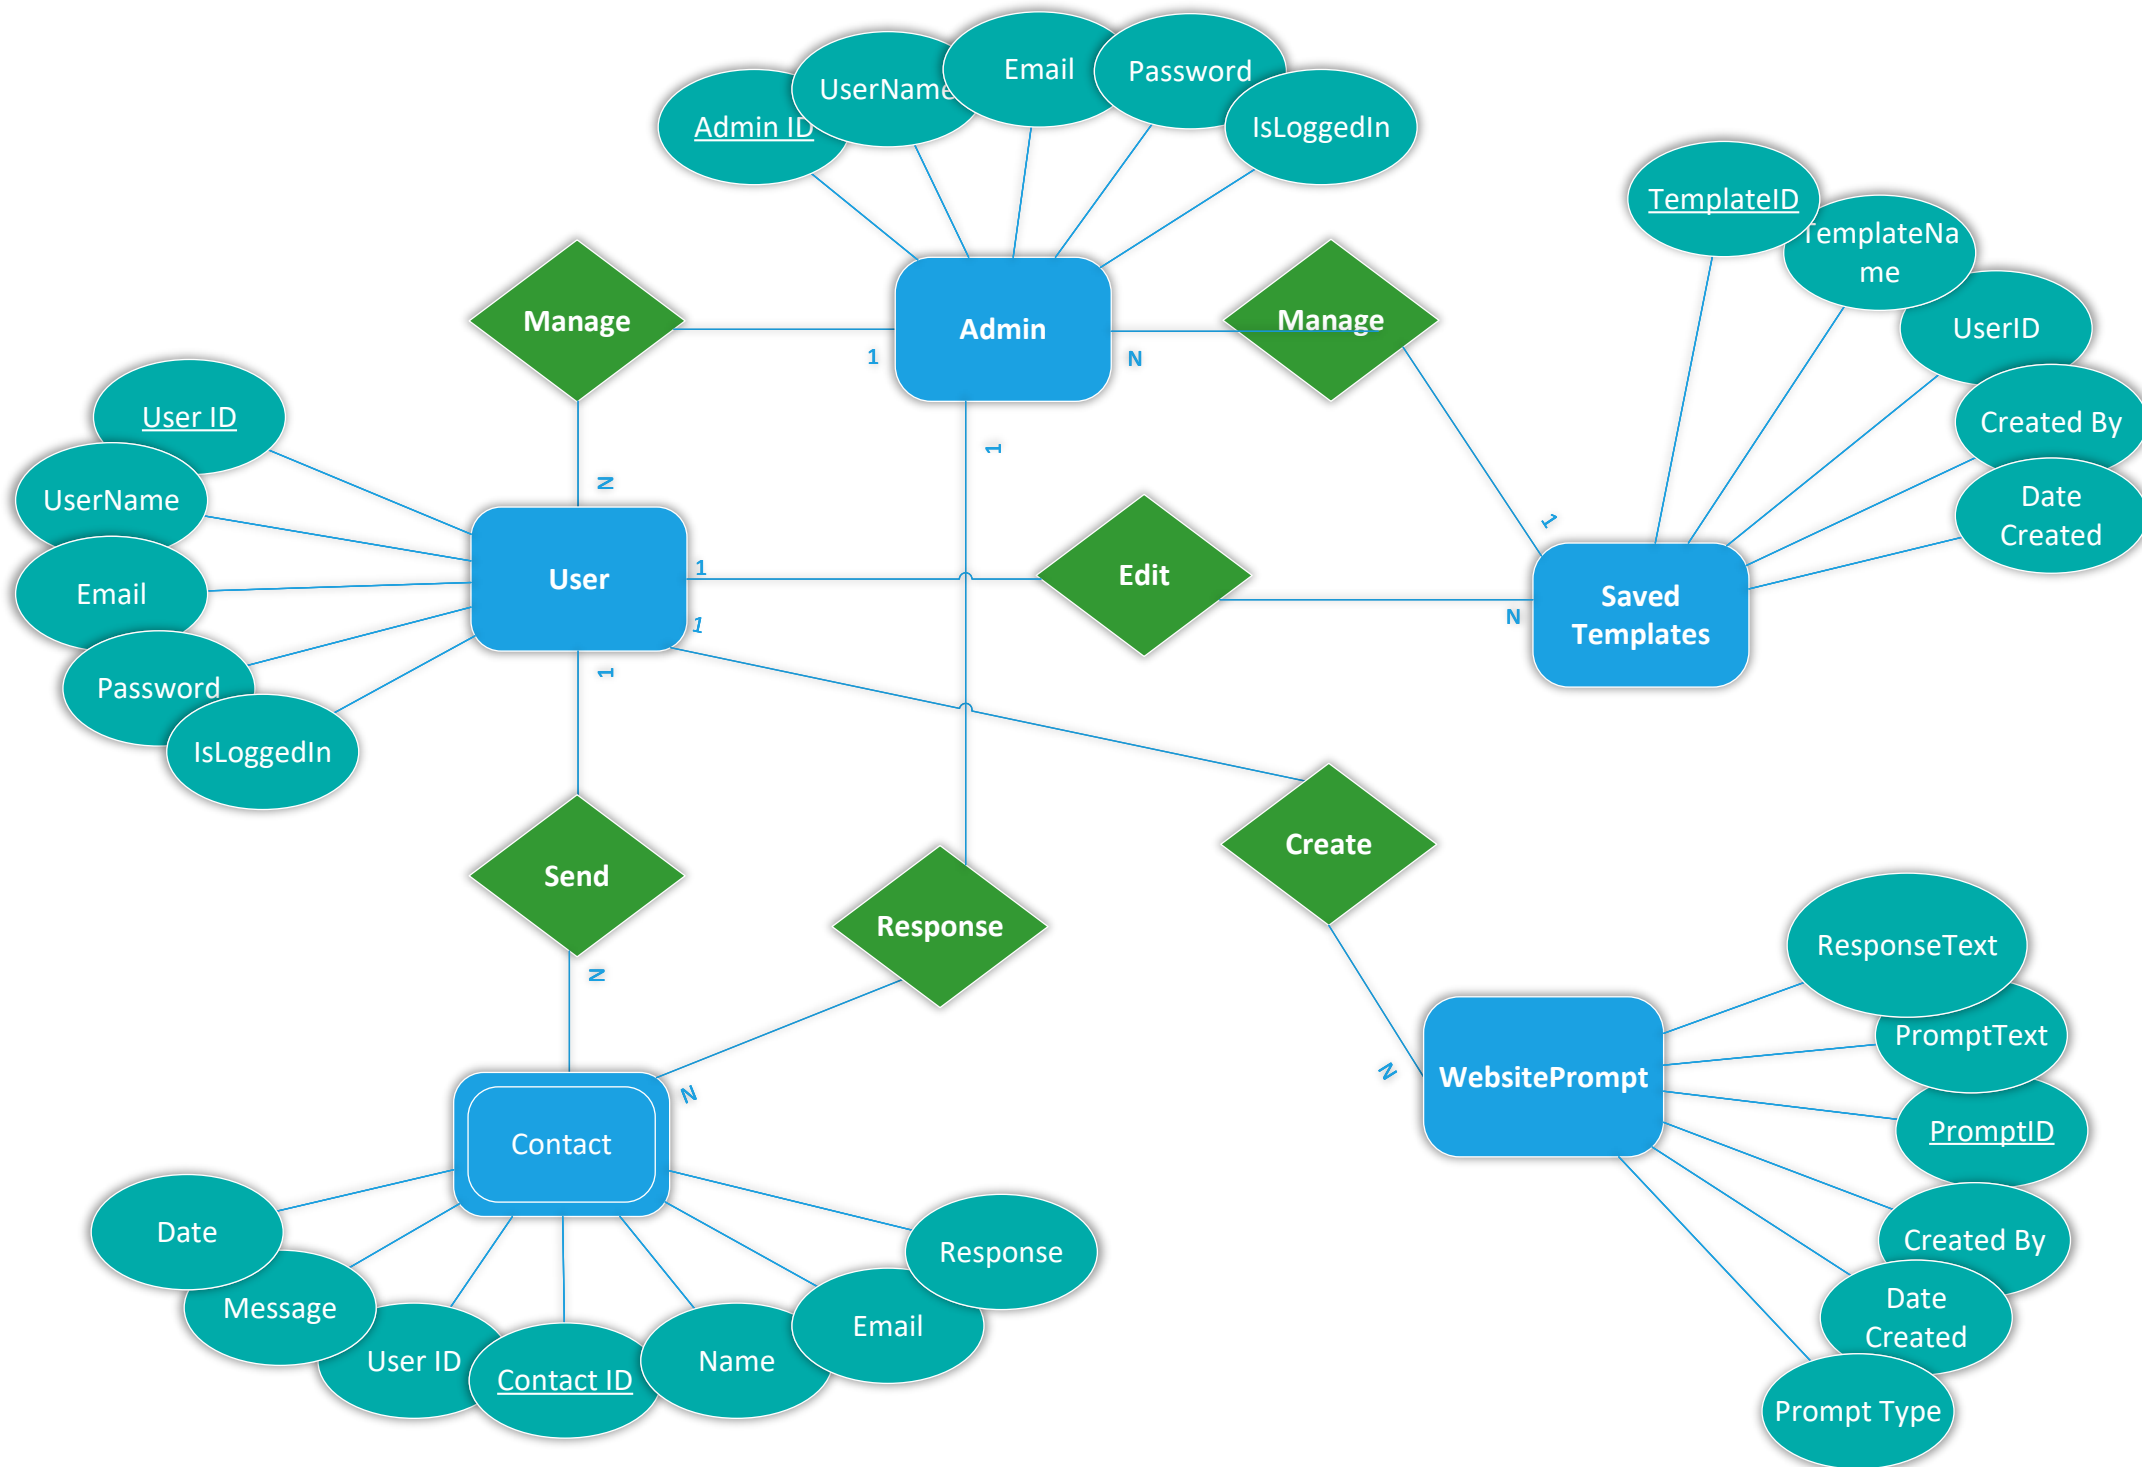 Email
Password
UserName
Admin ID
IsLoggedIn
TemplateID
TemplateNa
me
UserID
Created By
Date
Created
Manage
Admin
Manage
1
N
User ID
UserName
Email
Password
IsLoggedIn
N
1
1
User
1
Edit
Saved
Templates
N
1
1
1
Send
Create
Response
N
N
N
ResponseText
PromptText
WebsitePrompt
PromptID
Created By
Date
Created
Prompt Type
Contact
Date
Message
User ID
Contact ID
Name
Email
Response